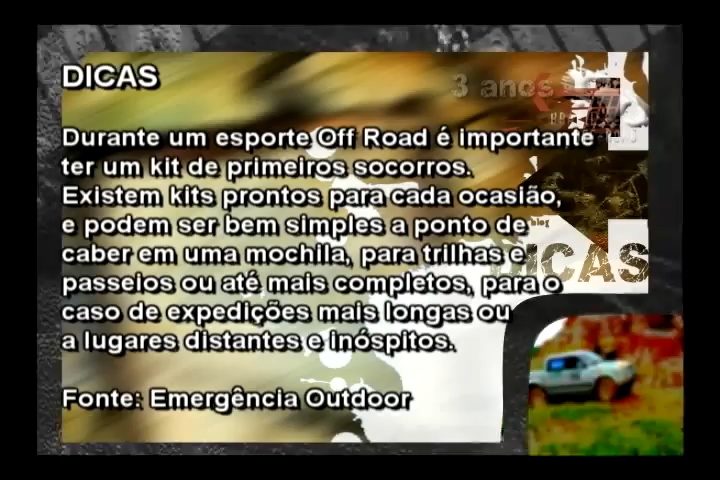 3 anos
DICAS
Durante um esporte Off Road é importante
ter um kit de primeiros socorros.
Existem kits prontos para cada ocasião,
e podem ser bem simples a ponto de
blog
caber em uma mochila, para trilhas e
DICAS
passeios ou até mais completos, para o
caso de expedições mais longas ou
a lugares distantes e inóspitos.
Fonte: Emergência Outdoor